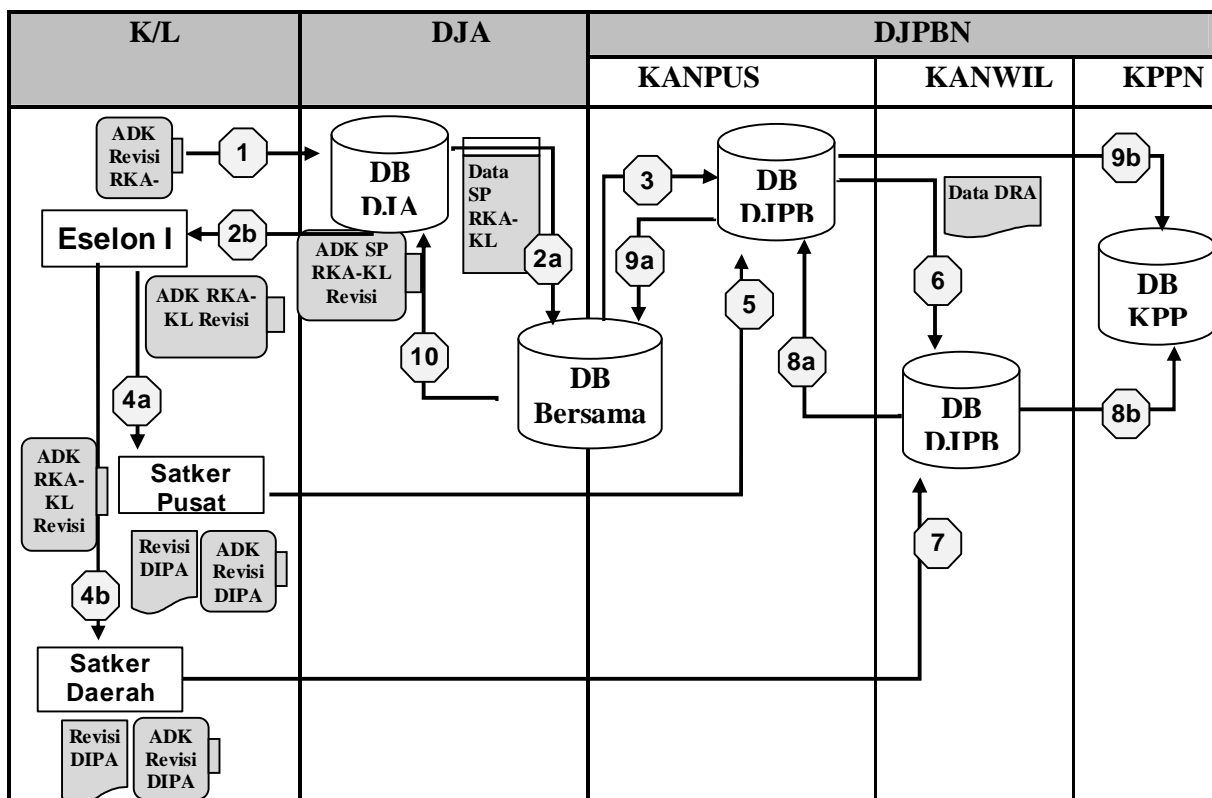 K/L
DJA
DJPBN
KANPUS
KANWIL
KPPN
ADK
Revisi
RKA-
1
DB
DJA
Data
SP
RKA-
KL
2a
3
DB
DJPB
9b
Data DRA
Eselon I
2b
ADK SP
RKA-KL
Revisi
9a
5
6
DB
KPP
ADK RKA-
KL Revisi
10
DB
Bersama
8a
DB
DJPB
8b
4a
ADK
RKA-
KL
Revisi
Satker
Pusat
7
Revisi
DIPA
ADK
Revisi
DIPA
4b
Satker
Daerah
Revisi
DIPA
ADK
Revisi
DIPA